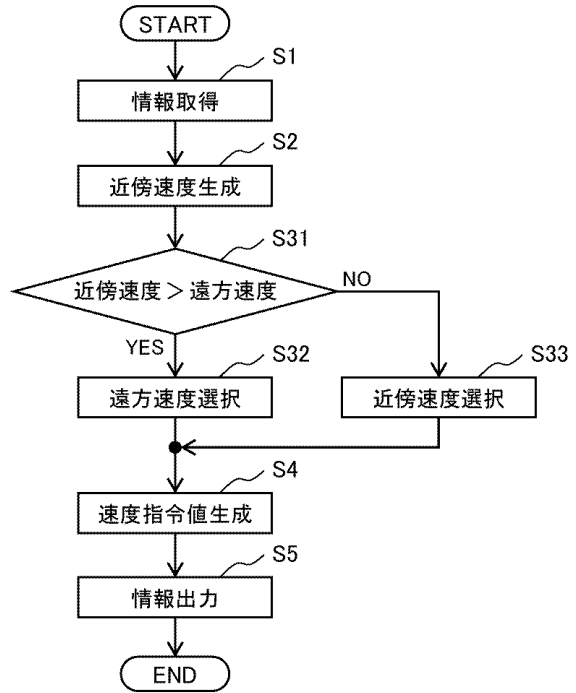 START
S1
情報取得
S2
近傍速度生成
S31
近傍速度＞遠方速度
NO
YES
S32
遠方速度選択
S33
近傍速度選択
S4
速度指令値生成
S5
情報出力
END